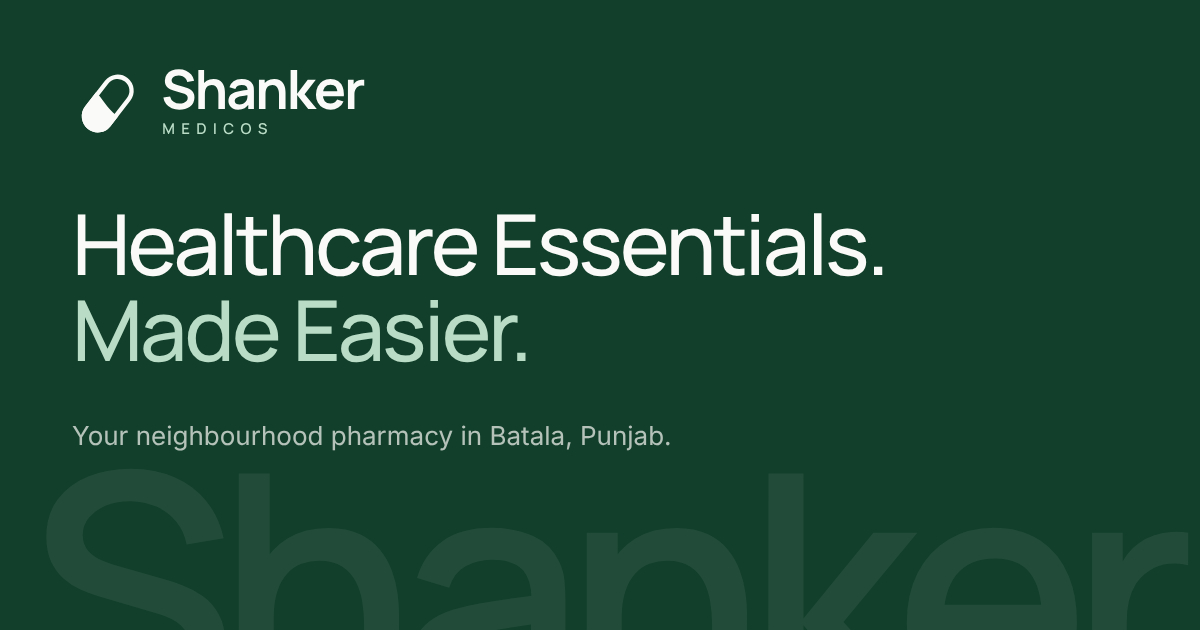 Shanker
MEDICOS
Healthcare Essentials.
Made Easier.
Your neighbourhood pharmacy in Batala, Punjab.
Shanker